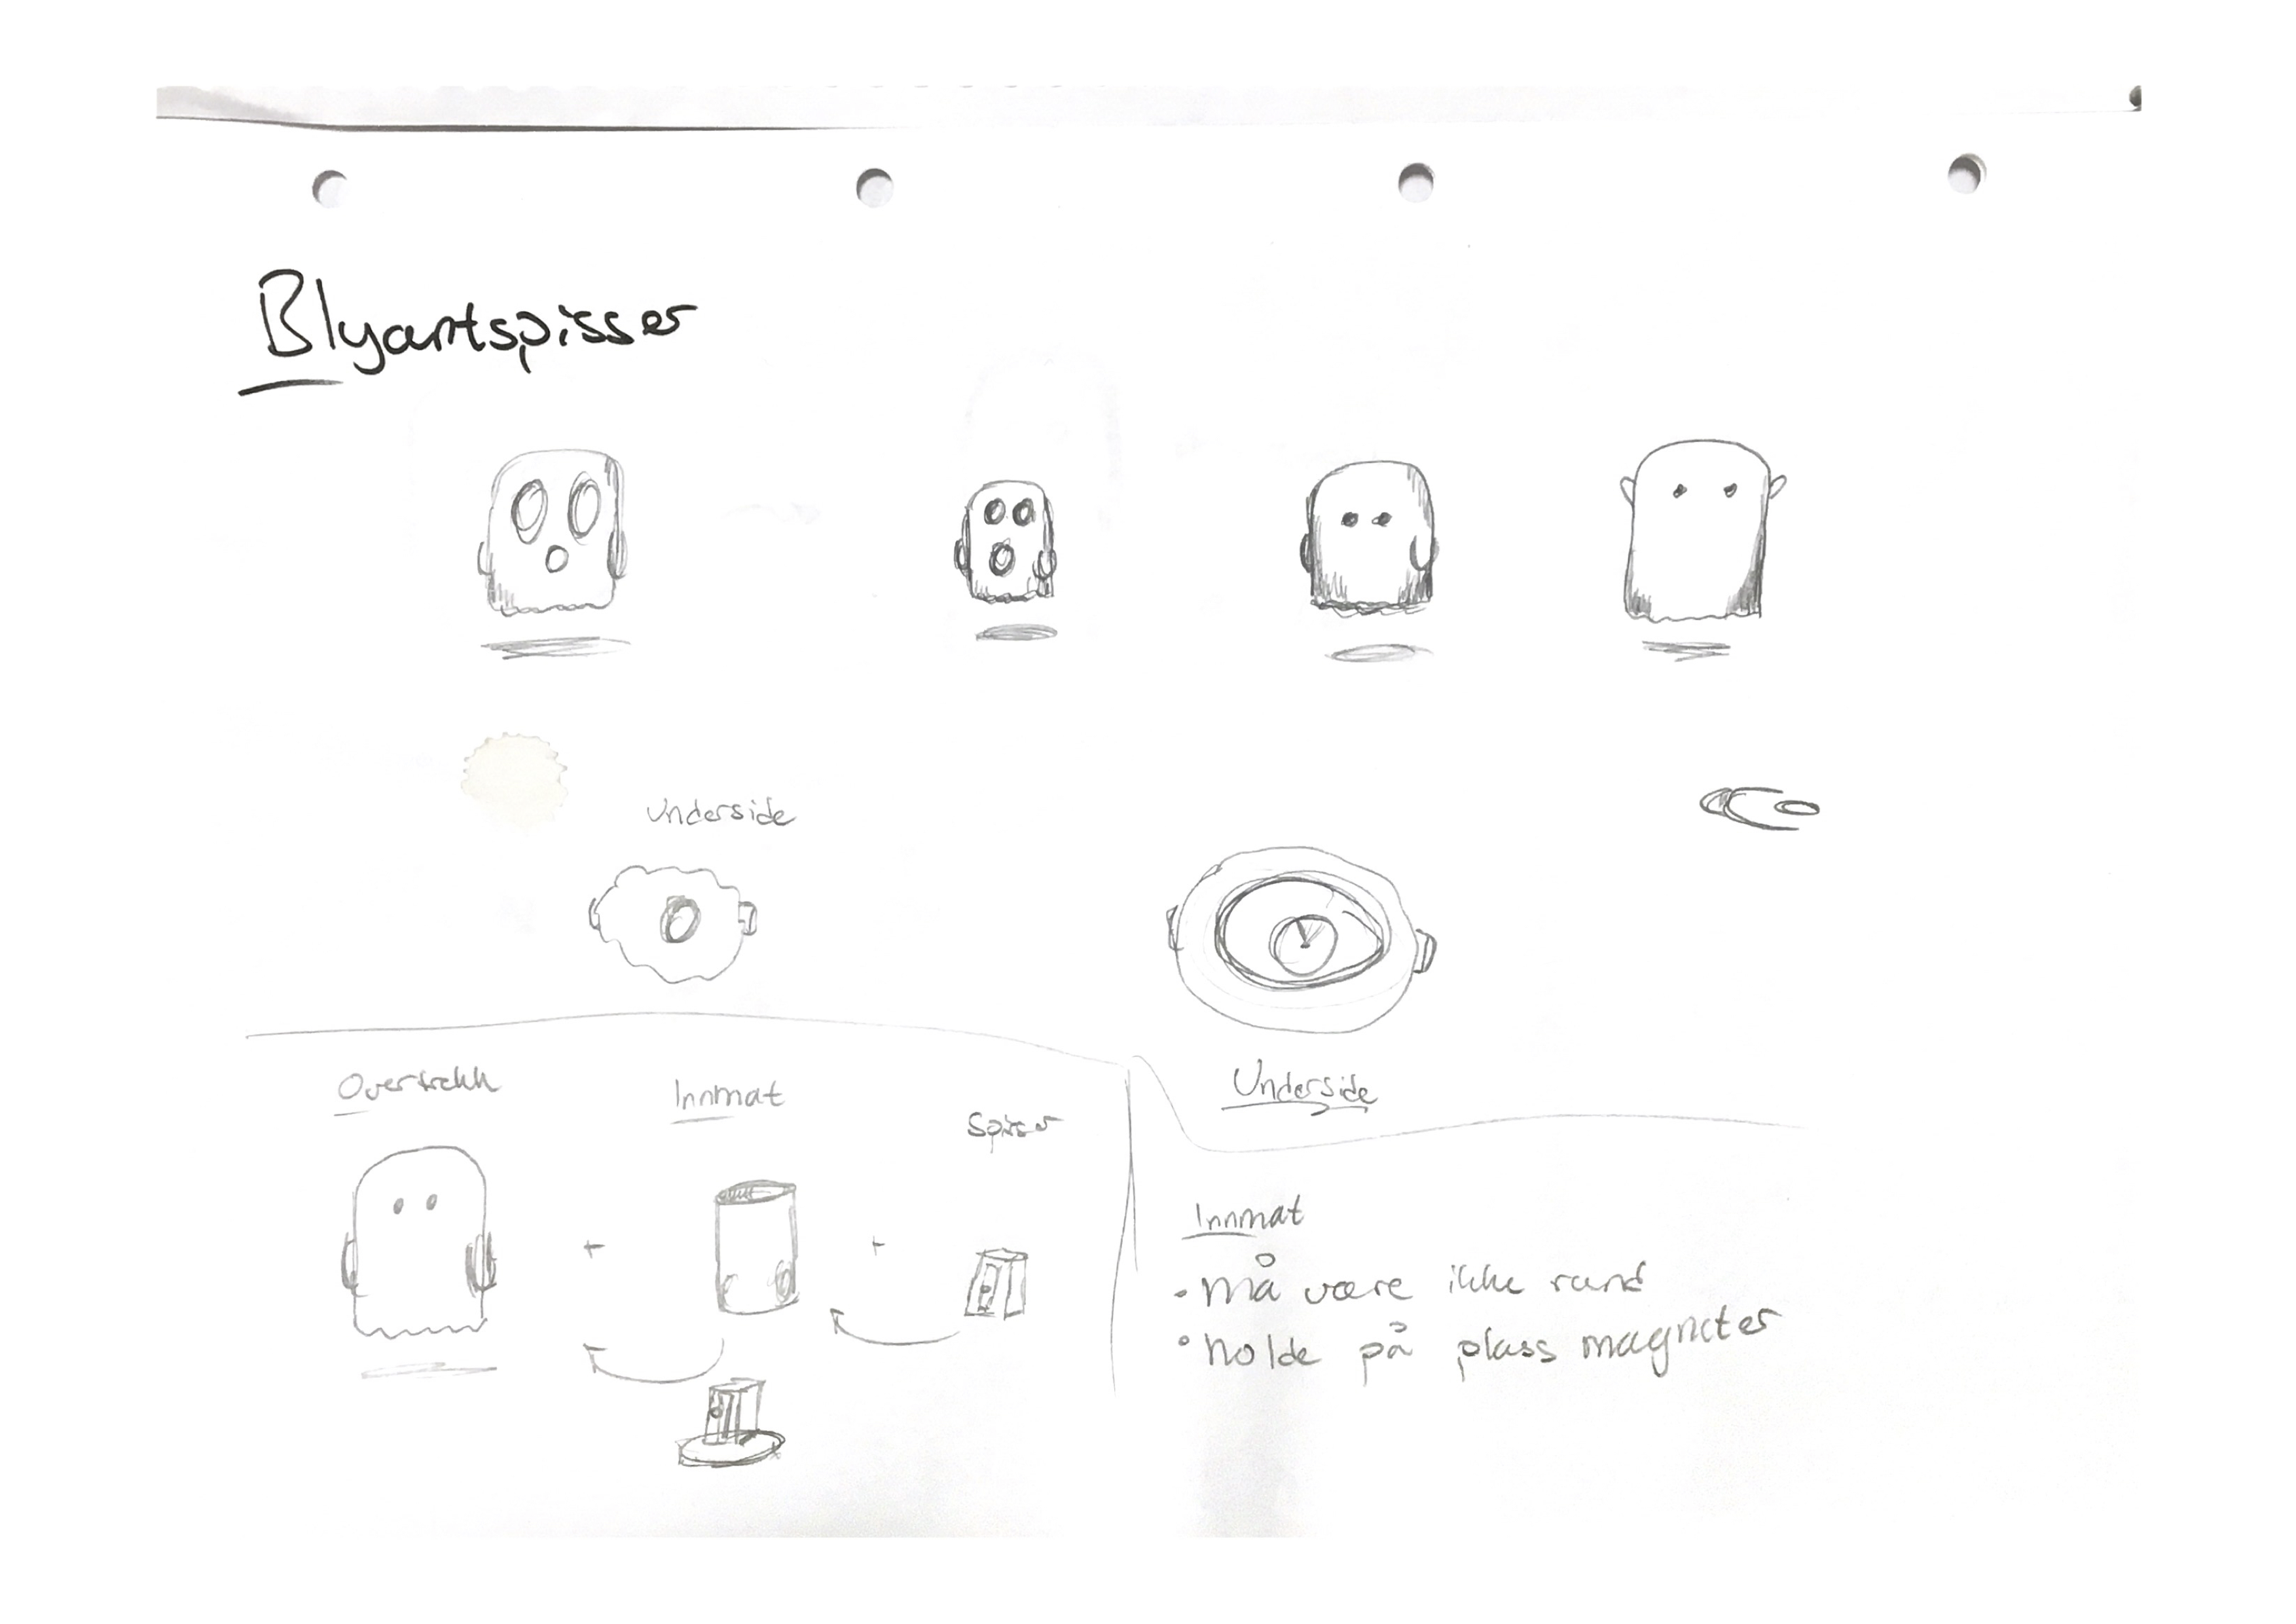 Blyantspisser
Underside
Underside
Overtrekk
Innmat
Spisser
Innmat
• må være ikke rund
• holde på plass magneter